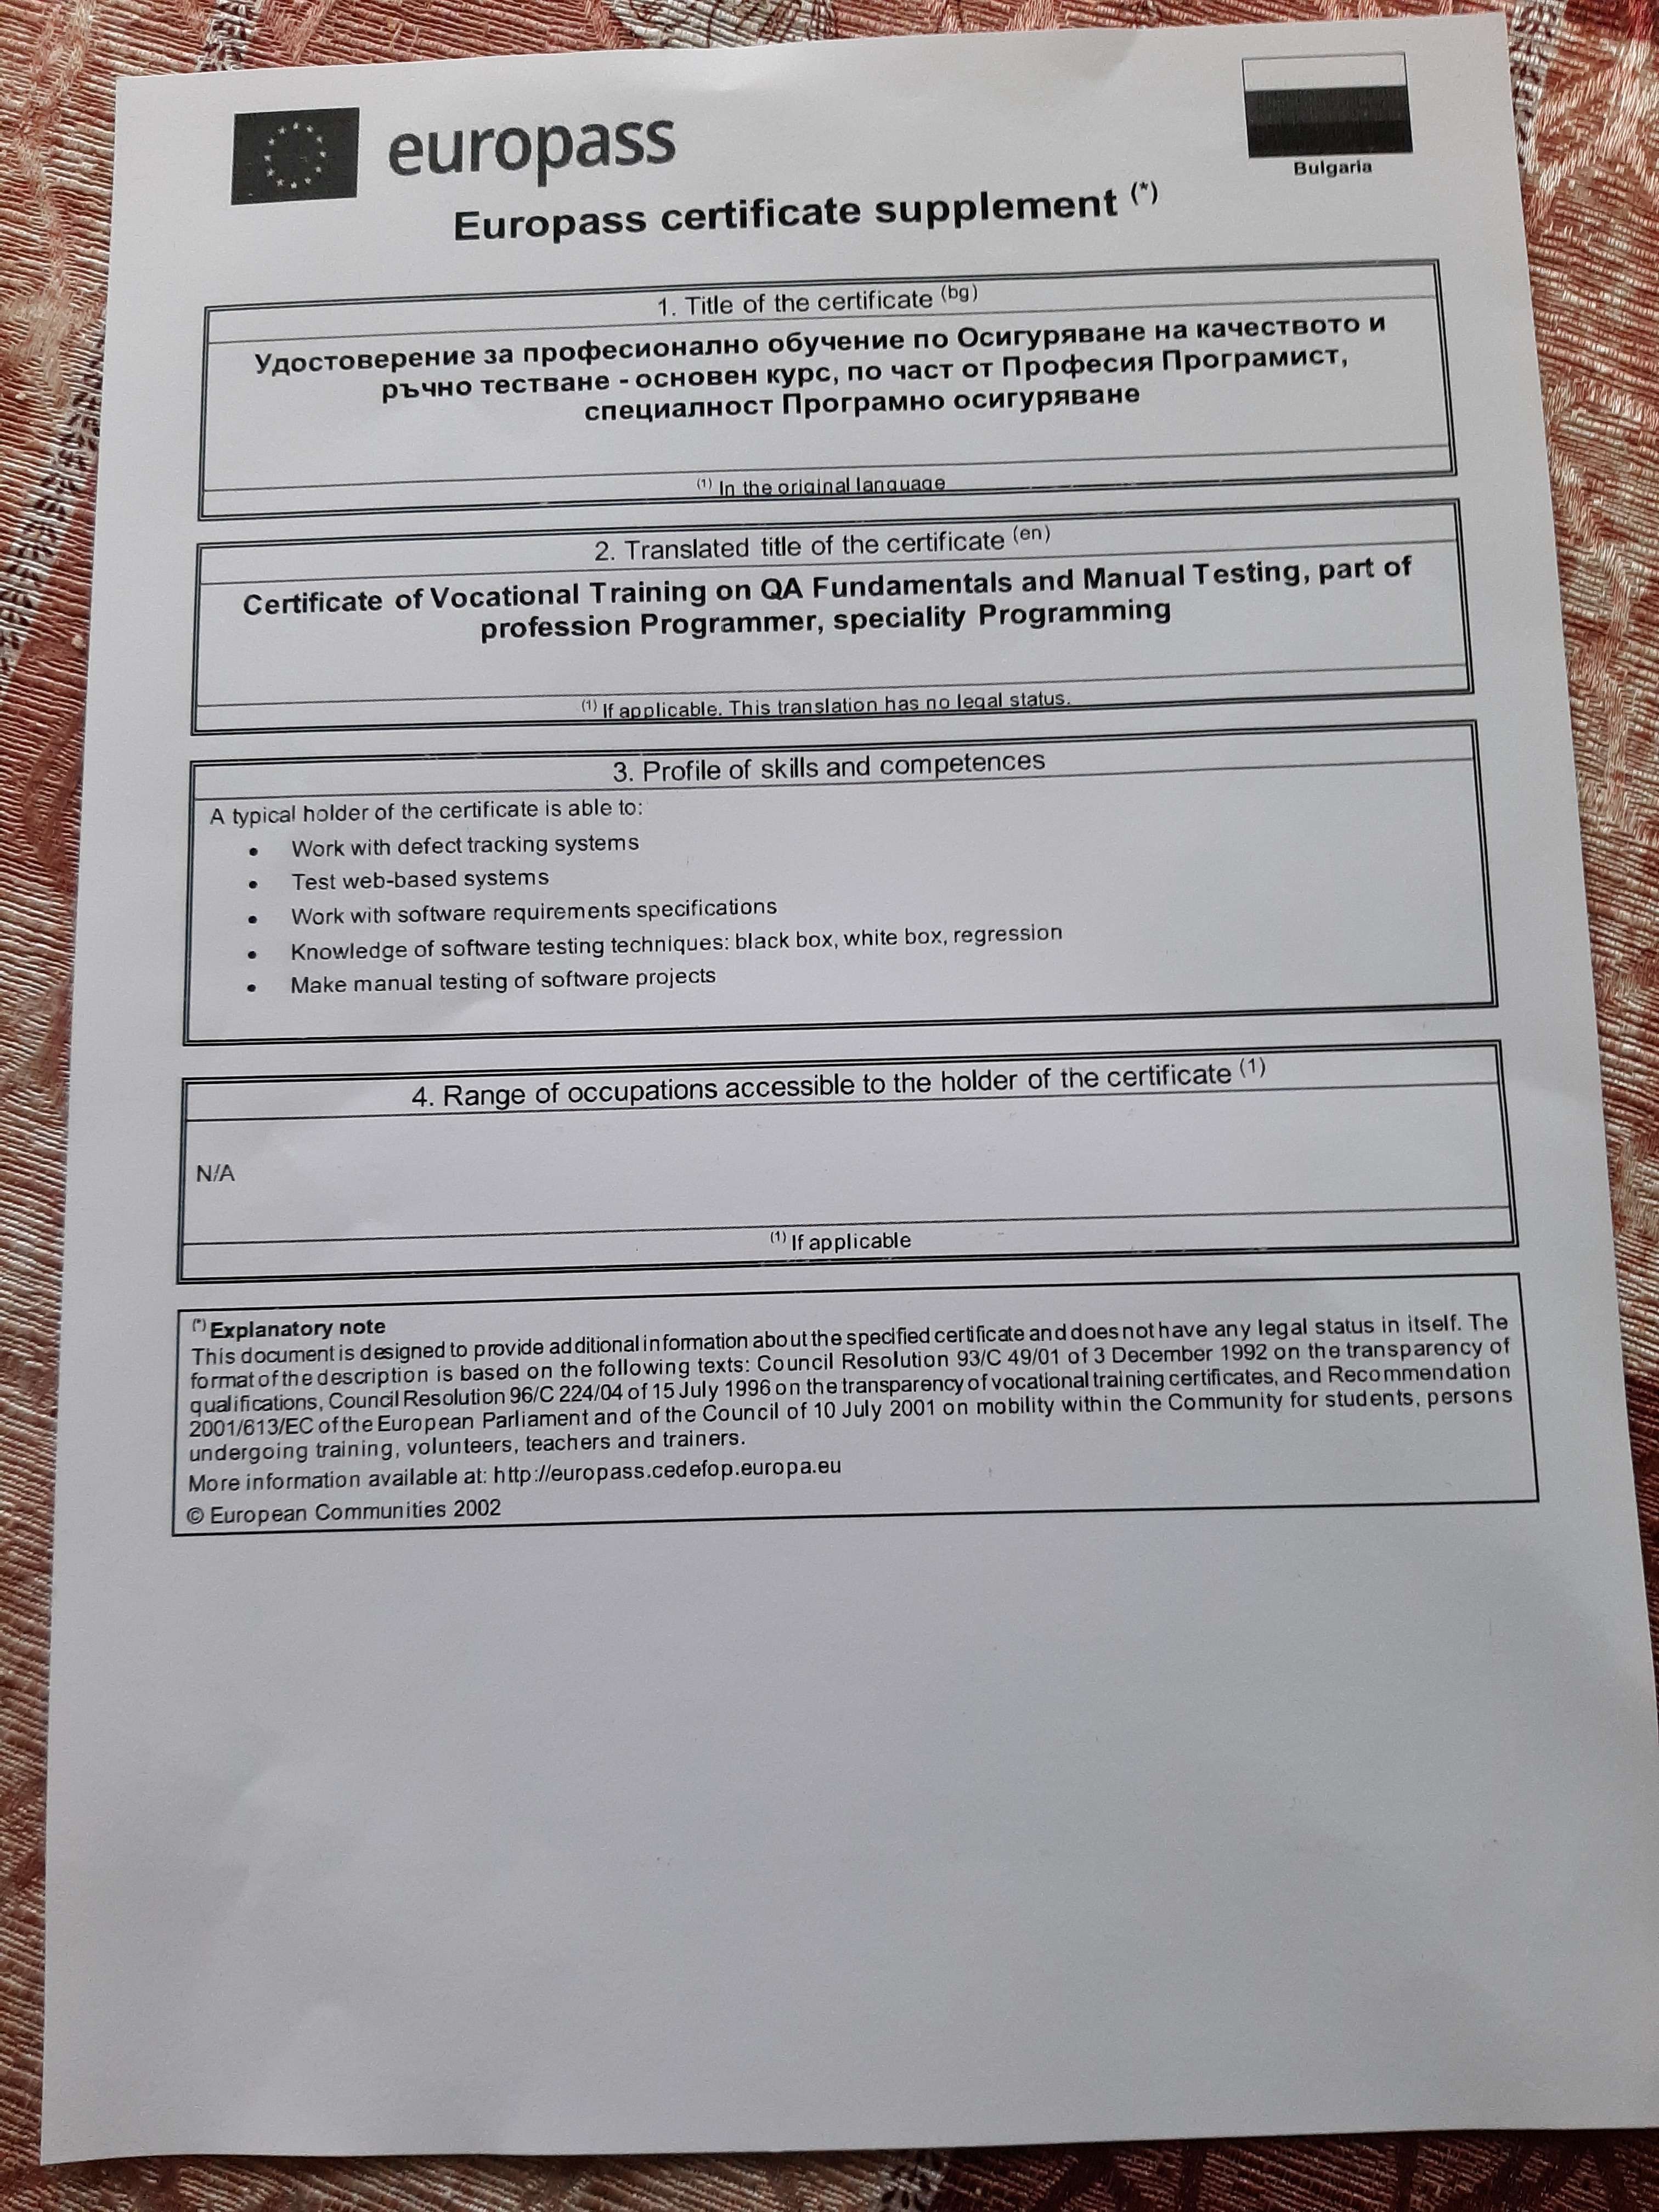 europass
Bulgaria
Europass certificate supplement (*)
1. Title of the certificate (bg)
Удостоверение за професионално обучение по Осигуряване на качеството и
ръчно тестване - основен курс, по част от Професия Програмист,
специалност Програмно осигуряване
(1) In the original language
2. Translated title of the certificate (en)
Certificate of Vocational Training on QA Fundamentals and Manual Testing, part of
profession Programmer, speciality Programming
(1) If applicable. This translation has no legal status.
3. Profile of skills and competences
A typical holder of the certificate is able to:
• Work with defect tracking systems
• Test web-based systems
• Work with software requirements specifications
• Knowledge of software testing techniques: black box, white box, regression
• Make manual testing of software projects
4. Range of occupations accessible to the holder of the certificate (1)
N/A
(1) If applicable
(*) Explanatory note
This document is designed to provide additional information about the specified certificate and does not have any legal status in itself. The
format of the description is based on the following texts: Council Resolution 93/C 49/01 of 3 December 1992 on the transparency of
qualifications, Council Resolution 96/C 224/04 of 15 July 1996 on the transparency of vocational training certificates, and Recommendation
2001/613/EC of the European Parliament and of the Council of 10 July 2001 on mobility within the Community for students, persons
undergoing training, volunteers, teachers and trainers.
More information available at: http://europass.cedefop.europa.eu
© European Communities 2002